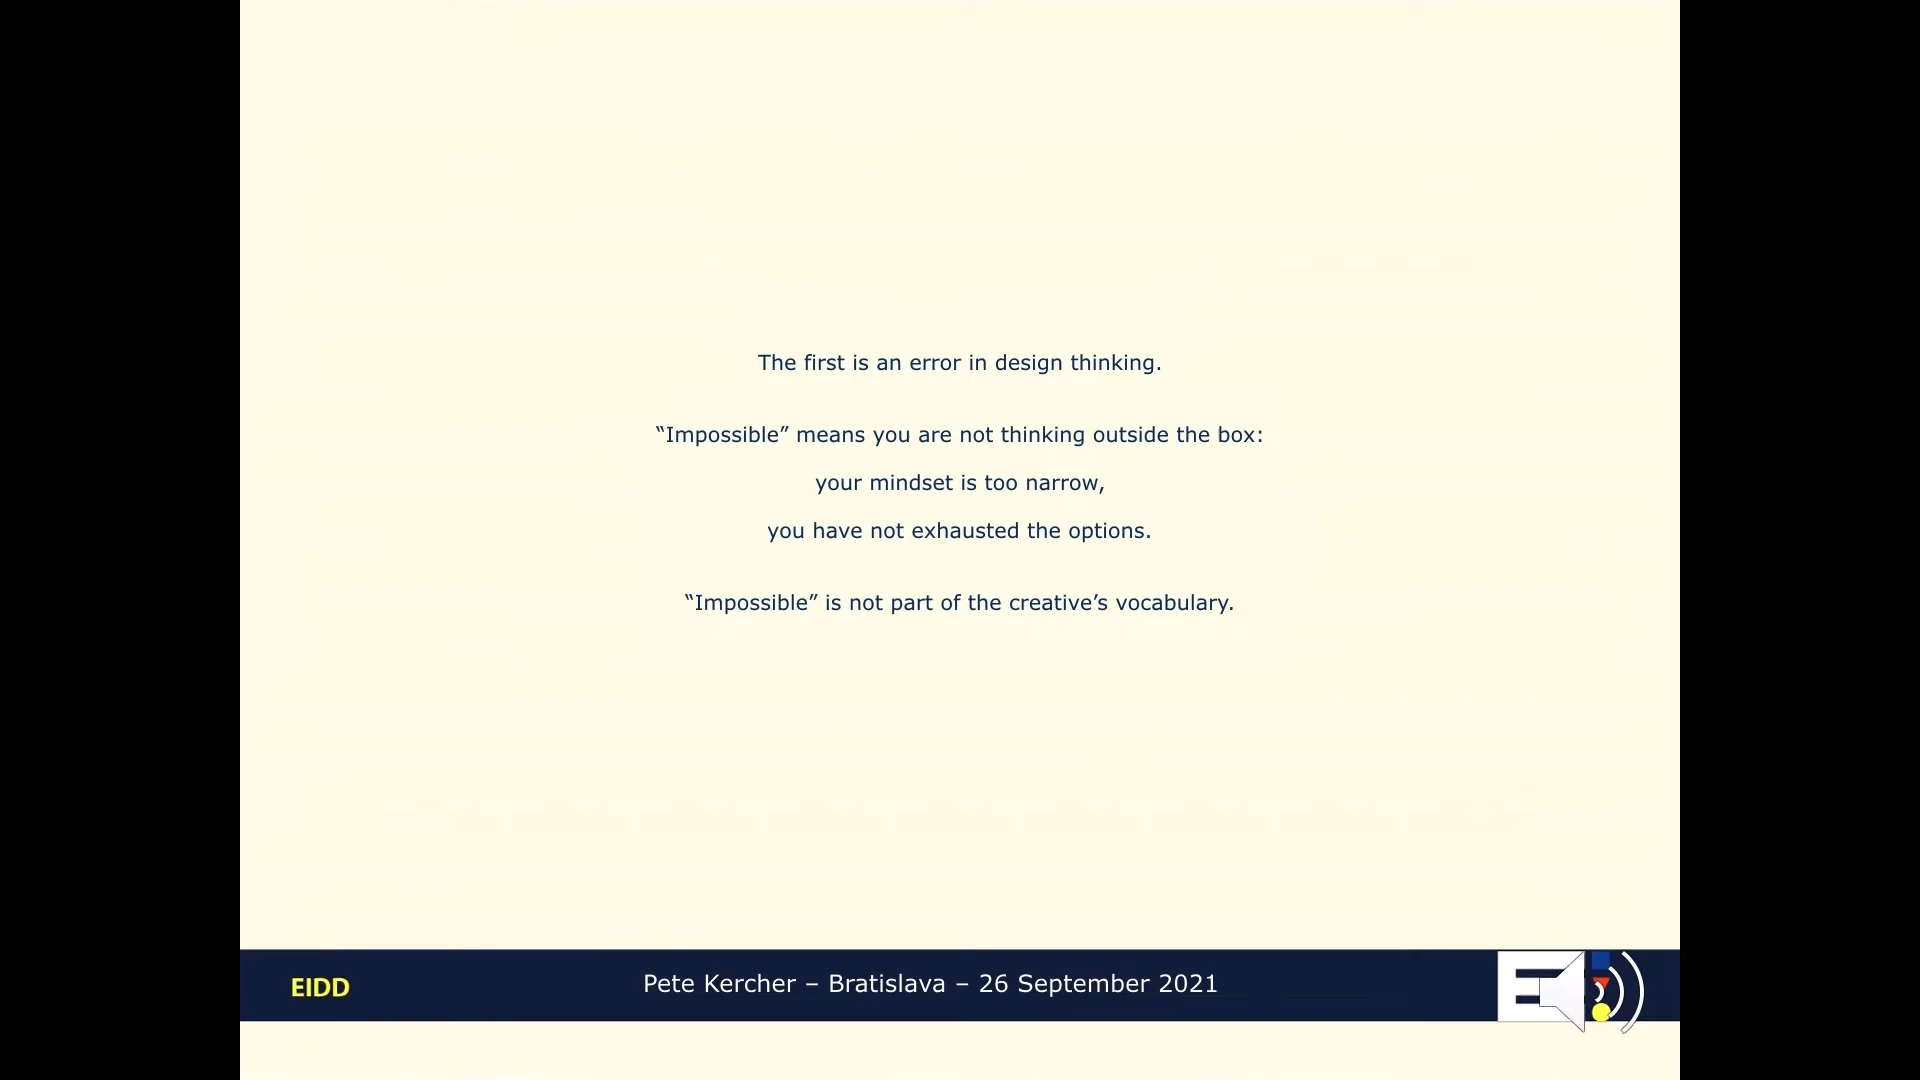 The first is an error in design thinking.
“Impossible” means you are not thinking outside the box:
your mindset is too narrow,
you have not exhausted the options.
“Impossible” is not part of the creative’s vocabulary.
EIDD
Pete Kercher – Bratislava – 26 September 2021